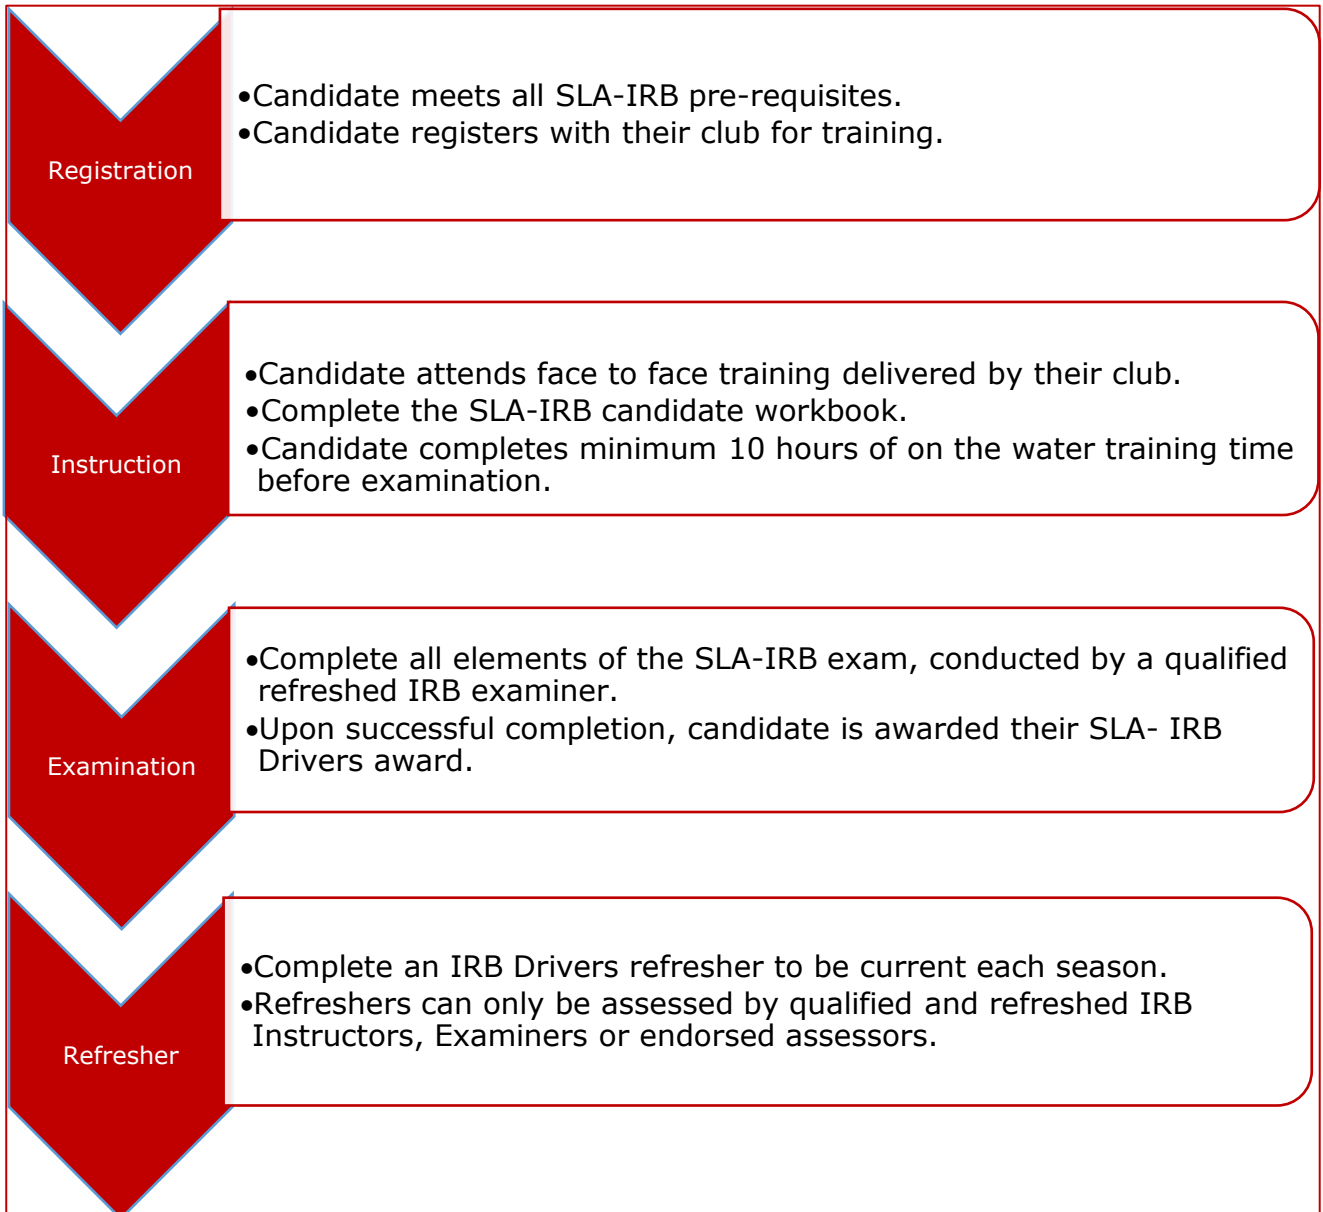 Registration
•Candidate meets all SLA-IRB pre-requisites.
•Candidate registers with their club for training.
Instruction
•Candidate attends face to face training delivered by their club.
•Complete the SLA-IRB candidate workbook.
•Candidate completes minimum 10 hours of on the water training time
before examination.
Examination
•Complete all elements of the SLA-IRB exam, conducted by a qualified
refreshed IRB examiner.
•Upon successful completion, candidate is awarded their SLA- IRB
Drivers award.
Refresher
•Complete an IRB Drivers refresher to be current each season.
•Refreshers can only be assessed by qualified and refreshed IRB
Instructors, Examiners or endorsed assessors.